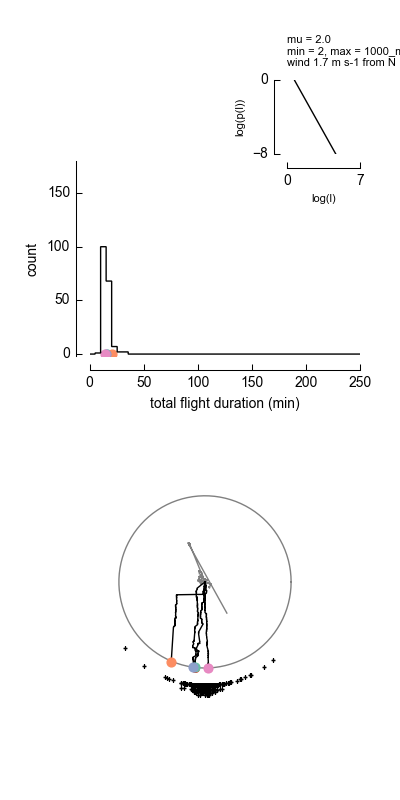 mu = 2.0
min = 2, max = 1000_m
wind 1.7 m s-1 from N
0
log(p(l))
−8
0 7
log(l)
150
100
count
50
0
0 50 100 150 200 250
total flight duration (min)